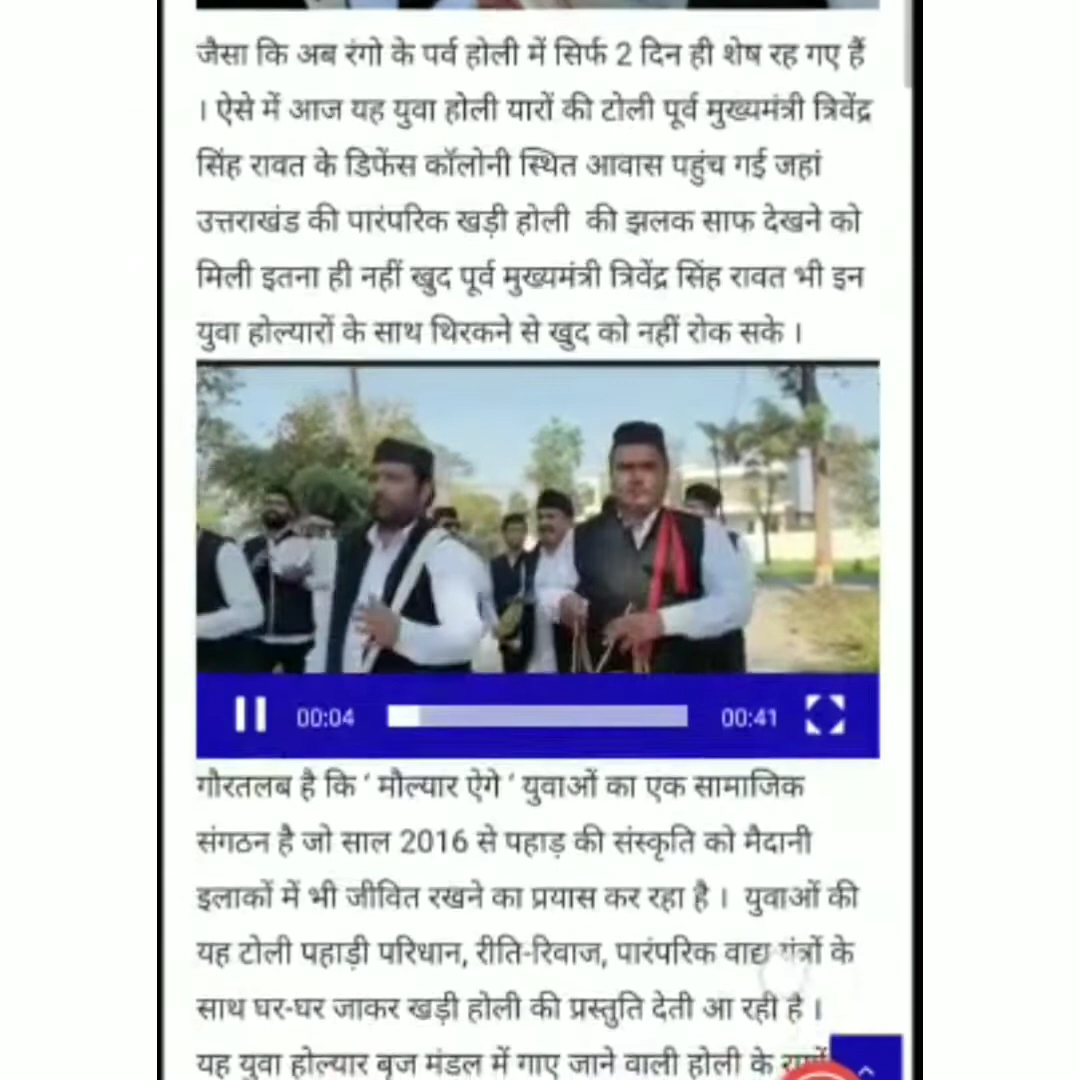 जैसा कि अब रंगो के पर्व होली में सिर्फ 2 दिन ही शेष रह गए हैं
। ऐसे में आज यह युवा होली यारों की टोली पूर्व मुख्यमंत्री त्रिवेंद्र
सिंह रावत के डिफेंस कॉलोनी स्थित आवास पहुंच गई जहां
उत्तराखंड की पारंपरिक खड़ी होली की झलक साफ देखने को
मिली इतना ही नहीं खुद पूर्व मुख्यमंत्री त्रिवेंद्र सिंह रावत भी इन
युवा होल्यारों के साथ थिरकने से खुद को नहीं रोक सके ।
00:04 00:41
गौरतलब है कि ‘ मौल्यार ऐगे ‘ युवाओं का एक सामाजिक
संगठन है जो साल 2016 से पहाड़ की संस्कृति को मैदानी
इलाकों में भी जीवित रखने का प्रयास कर रहा है । युवाओं की
यह टोली पहाड़ी परिधान, रीति-रिवाज, पारंपरिक वाद्य यंत्रों के
साथ घर-घर जाकर खड़ी होली की प्रस्तुति देती आ रही है ।
यह युवा होल्यार बृज मंडल में गाए जाने वाली होली के